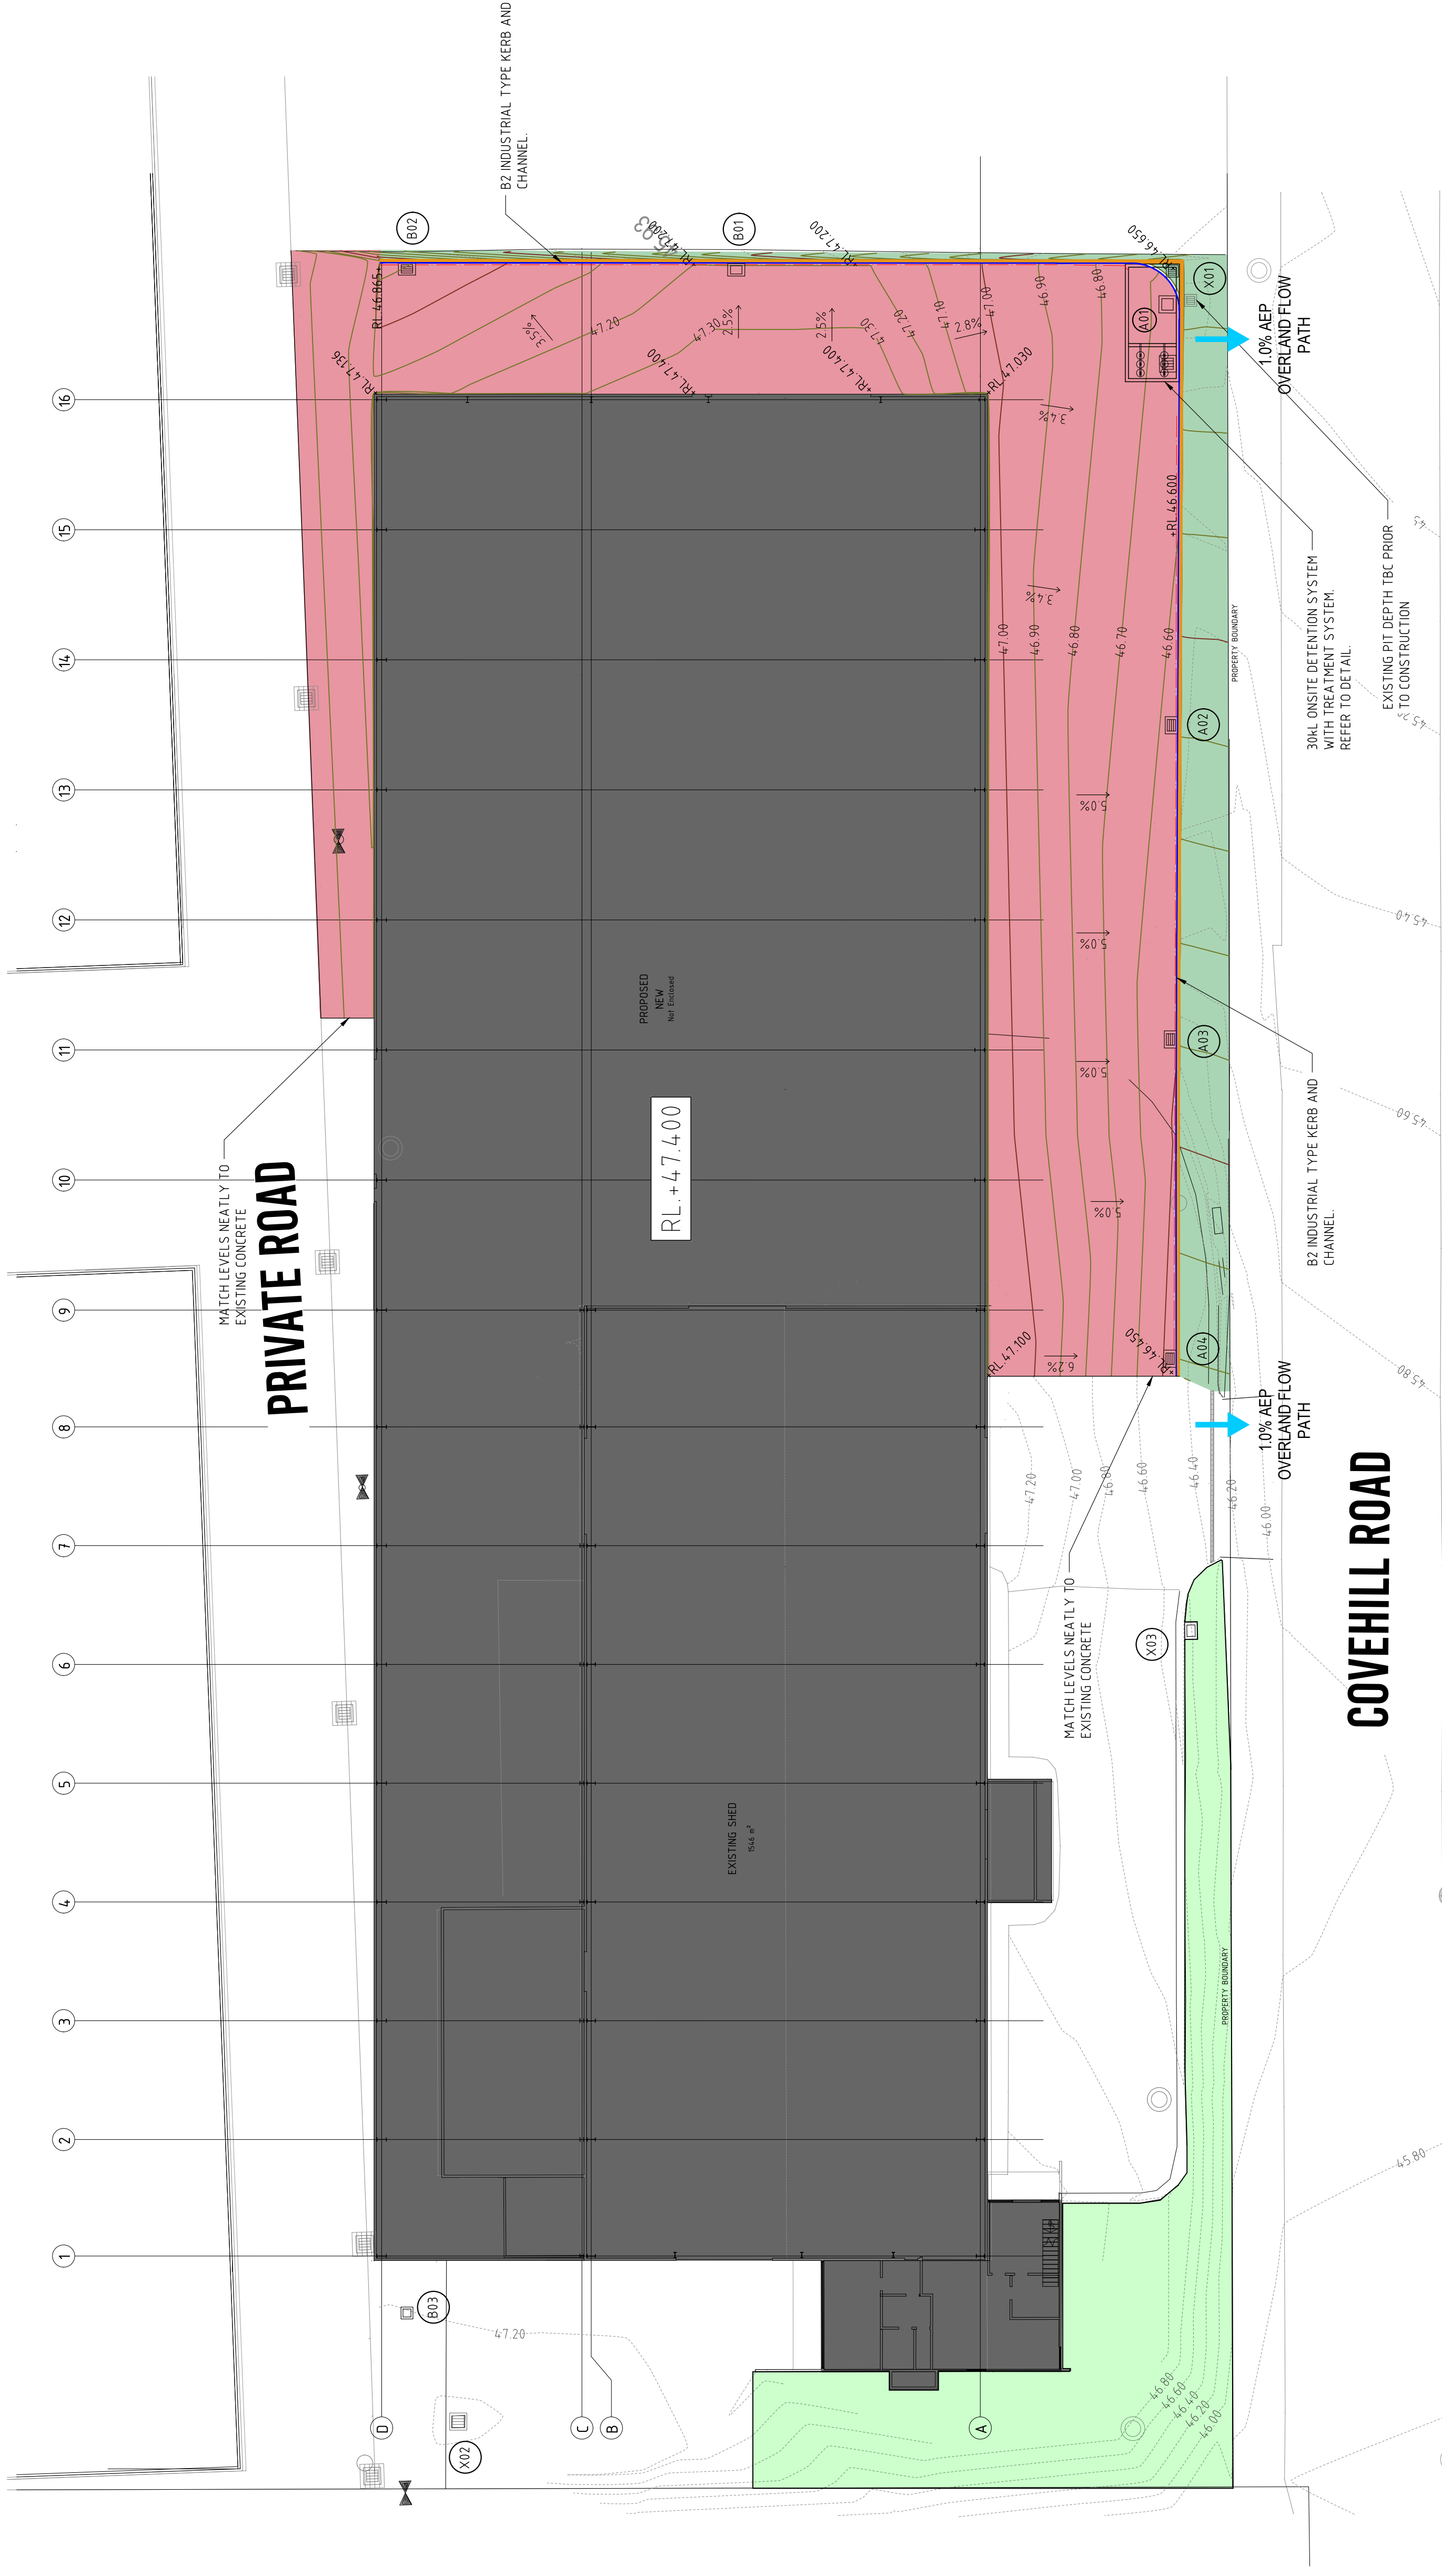 16
15
14
13
12
11
10
9
8
7
6
5
4
3
2
1
D
C
B
A
B2 INDUSTRIAL TYPE KERB AND
CHANNEL.
B02
B01
RL.46.865+
+RL.47.136
+RL.47.200
+RL.47.200
+RL.47.400
+RL.47.400
+RL.47.030
+RL.46.650
3.5%
47.20
47.30
2.5%
2.5%
47.30
47.20
47.10
47.00
46.90
46.80
2.8%
A01
X01
1.0% AEP
OVERLAND FLOW
PATH
3.4%
3.4%
+RL.46.600
47.00
46.90
46.80
46.70
46.60
PROPERTY BOUNDARY
30kL ONSITE DETENTION SYSTEM
WITH TREATMENT SYSTEM.
REFER TO DETAIL.
EXISTING PIT DEPTH TBC PRIOR
TO CONSTRUCTION
45.40
45.60
45.80
A02
A03
A04
5.0%
5.0%
5.0%
5.0%
6.2%
PROPOSED
NEW
Not Enclosed
RL.+47.400
MATCH LEVELS NEATLY TO
EXISTING CONCRETE
PRIVATE ROAD
B2 INDUSTRIAL TYPE KERB AND
CHANNEL.
RL.47.100
RL.46.450
1.0% AEP
OVERLAND FLOW
PATH
47.20
47.00
46.80
46.60
46.40
46.20
46.00
COVEHILL ROAD
MATCH LEVELS NEATLY TO
EXISTING CONCRETE
X03
EXISTING SHED
1546 m²
PROPERTY BOUNDARY
B03
X02
47.20
46.80
46.60
46.40
46.20
46.00
45.80